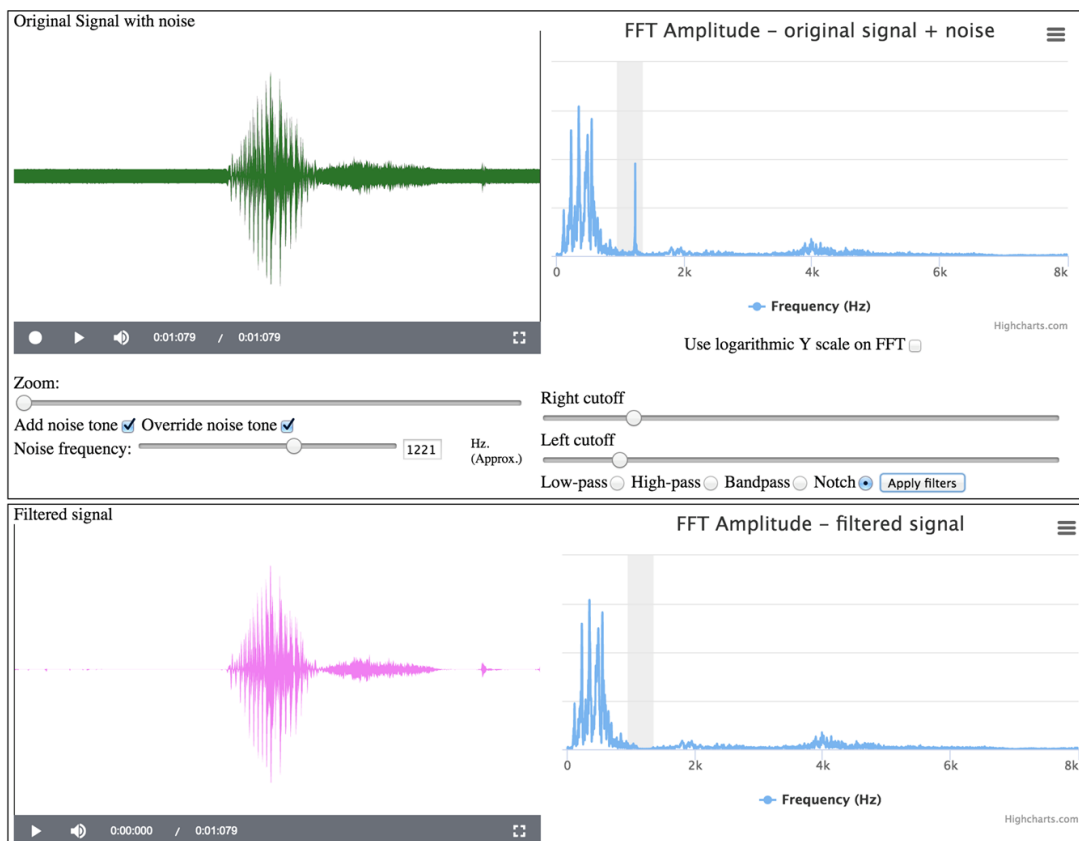 Original Signal with noise
FFT Amplitude – original signal + noise
0 2k 4k 6k 8k
Frequency (Hz)
Highcharts.com
0:01:079 / 0:01:079
Use logarithmic Y scale on FFT
Zoom:
Add noise tone Override noise tone
Noise frequency: 1221 Hz.
(Approx.)
Right cutoff
Left cutoff
Low-pass High-pass Bandpass Notch Apply filters
Filtered signal
FFT Amplitude – filtered signal
0 2k 4k 6k 8k
Frequency (Hz)
Highcharts.com
0:00:000 / 0:01:079